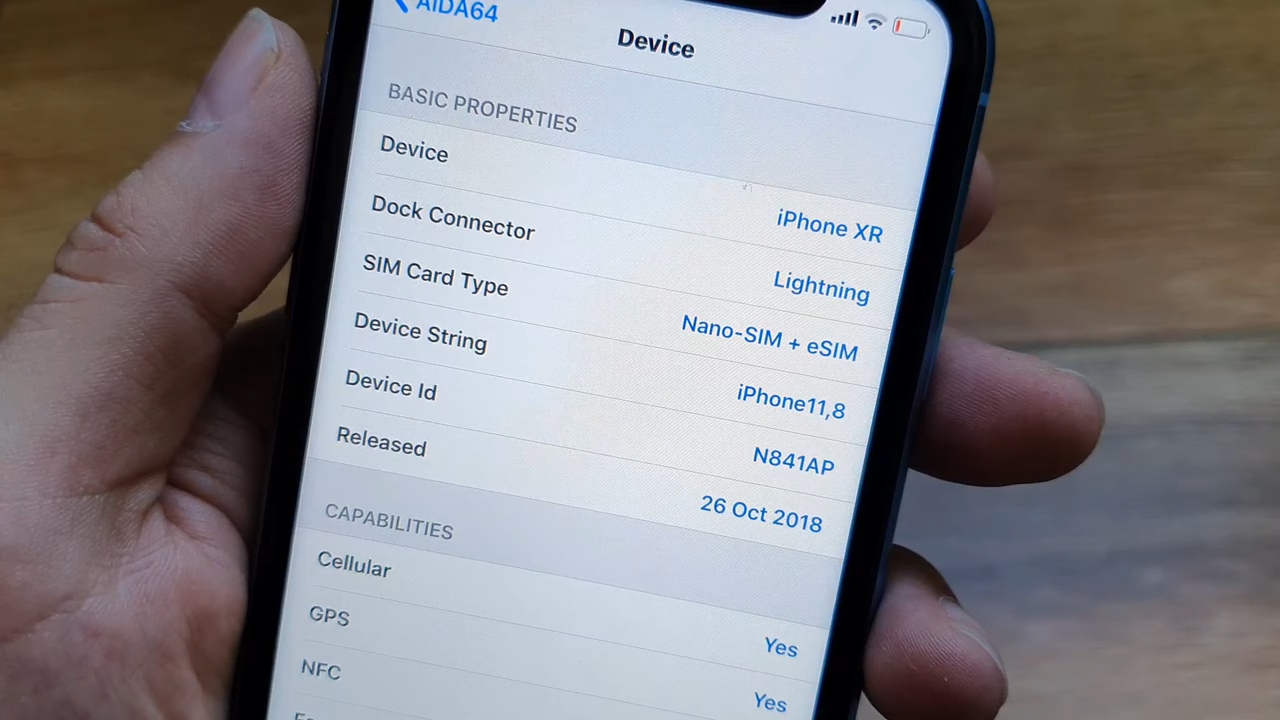 AIDA64
Device
BASIC PROPERTIES
Device iPhone XR
Dock Connector Lightning
SIM Card Type Nano-SIM + eSIM
Device String iPhone11,8
Device Id N841AP
Released 26 Oct 2018
CAPABILITIES
Cellular Yes
GPS Yes
NFC